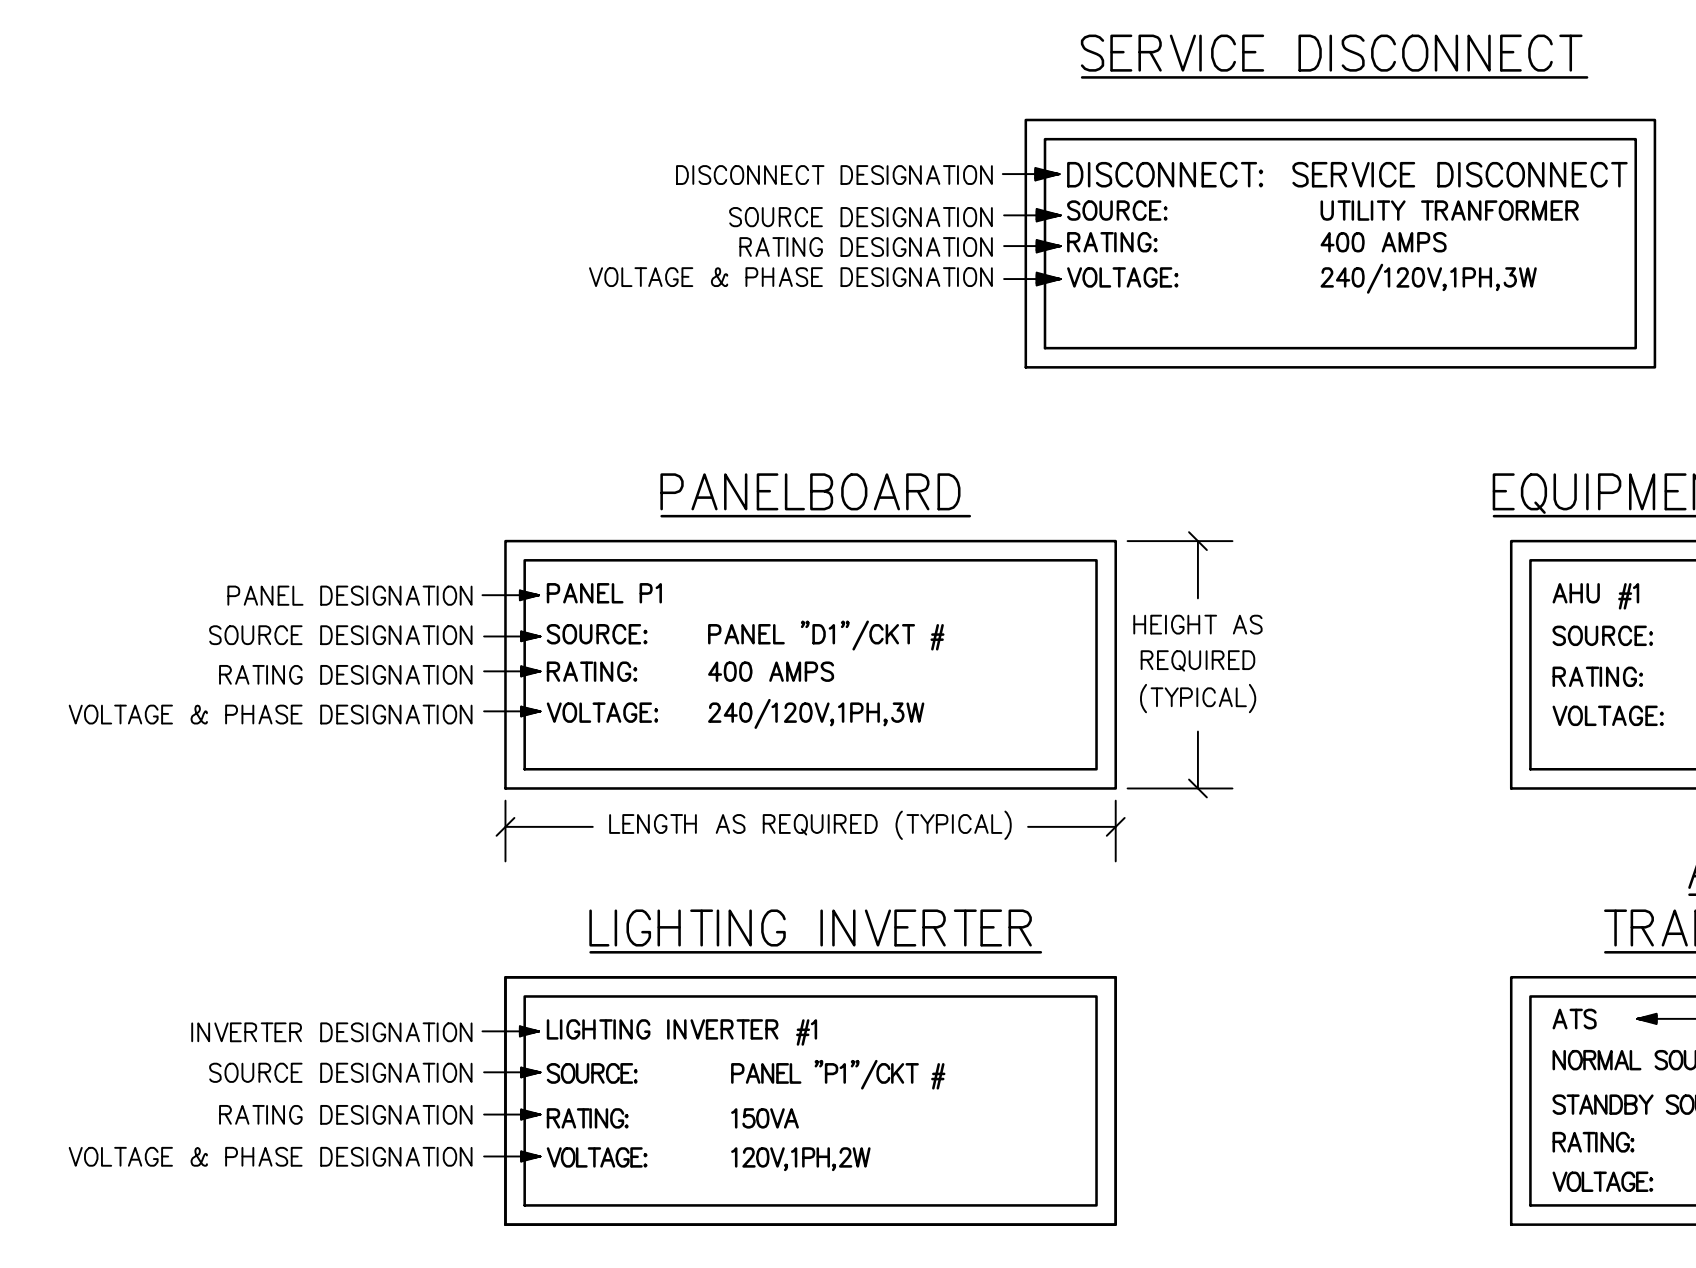 SERVICE DISCONNECT
DISCONNECT DESIGNATION DISCONNECT: SERVICE DISCONNECT
SOURCE DESIGNATION SOURCE: UTILITY TRANFORMER
RATING DESIGNATION RATING: 400 AMPS
VOLTAGE & PHASE DESIGNATION VOLTAGE: 240/120V,1PH,3W
PANELBOARD
PANEL DESIGNATION PANEL P1
SOURCE DESIGNATION SOURCE: PANEL "D1"/CKT #
RATING DESIGNATION RATING: 400 AMPS
VOLTAGE & PHASE DESIGNATION VOLTAGE: 240/120V,1PH,3W
HEIGHT AS
REQUIRED
(TYPICAL)
LENGTH AS REQUIRED (TYPICAL)
AHU #1
SOURCE:
RATING:
VOLTAGE:
LIGHTING INVERTER
INVERTER DESIGNATION LIGHTING INVERTER #1
SOURCE DESIGNATION SOURCE: PANEL "P1"/CKT #
RATING DESIGNATION RATING: 150VA
VOLTAGE & PHASE DESIGNATION VOLTAGE: 120V,1PH,2W
ATS
NORMAL
STANDBY
RATING:
VOLTAGE: